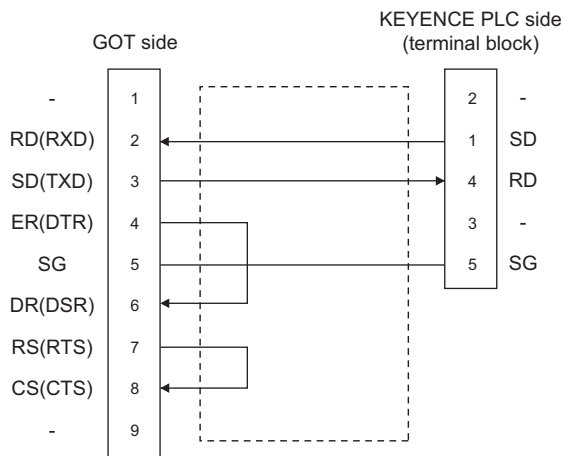 KEYENCE PLC side
(terminal block)
GOT side
- 1 2 -
RD(RXD) 2 1 SD
SD(TXD) 3 4 RD
ER(DTR) 4 3 -
SG 5 5 SG
DR(DSR) 6
RS(RTS) 7
CS(CTS) 8
- 9